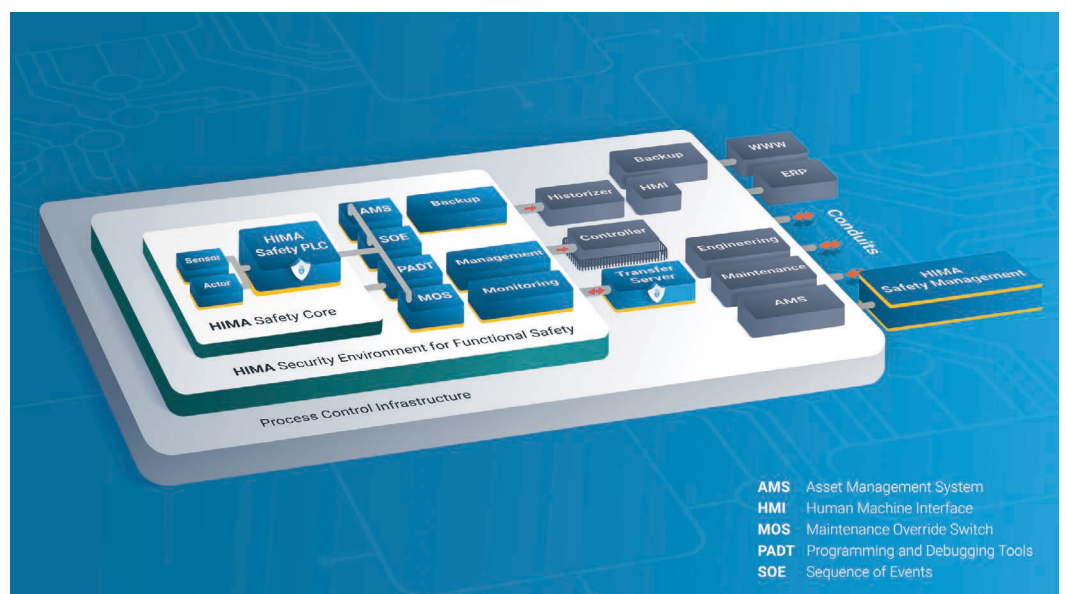 WWW
ERP
Backup
HMI
Historizer
Controller
Engineering
Maintenance
AMS
Transfer
Server
Conduits
HIMA
Safety Management
AMS
SOE
PADT
MOS
Backup
Management
Monitoring
Sensor
Actor
HIMA
Safety PLC
HIMA Safety Core
HIMA Security Environment for Functional Safety
Process Control Infrastructure
AMS Asset Management System
HMI Human Machine Interface
MOS Maintenance Override Switch
PADT Programming and Debugging Tools
SOE Sequence of Events